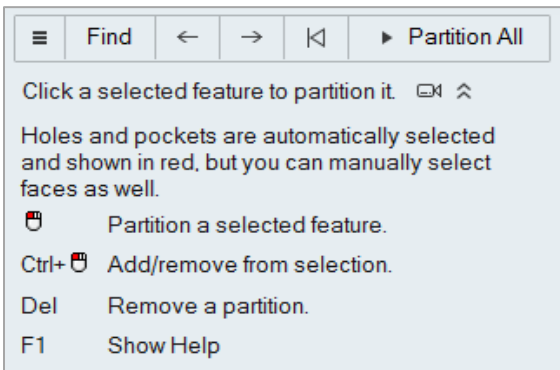 Find Partition All
Click a selected feature to partition it.
Holes and pockets are automatically selected
and shown in red, but you can manually select
faces as well.
Partition a selected feature.
Ctrl+ Add/remove from selection.
Del Remove a partition.
F1 Show Help